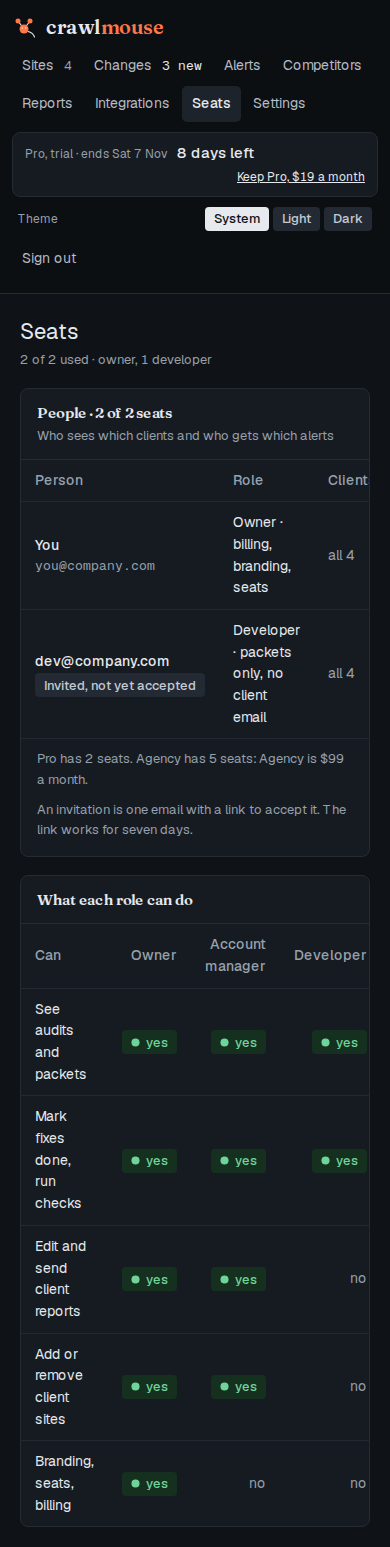 crawlmouse
Sites 4 Changes 3 new Alerts Competitors
Reports Integrations Seats Settings
Pro, trial · ends Sat 7 Nov 8 days left
Keep Pro, $19 a month
Theme System Light Dark
Sign out
Seats
2 of 2 used · owner, 1 developer
People · 2 of 2 seats
Who sees which clients and who gets which alerts
Person Role Client
You
you@company.com
Owner ·
billing,
branding,
seats
all 4
dev@company.com
Invited, not yet accepted
Developer
· packets
only, no
client
email
all 4
Pro has 2 seats. Agency has 5 seats: Agency is $99
a month.
An invitation is one email with a link to accept it. The
link works for seven days.
What each role can do
Can Owner Account
manager Developer
See
audits
and
packets
yes yes yes
Mark
fixes
done,
run
checks
yes yes yes
Edit and
send
client
reports
yes yes no
Add or
remove
client
sites
yes yes no
Branding,
seats,
billing
yes no no